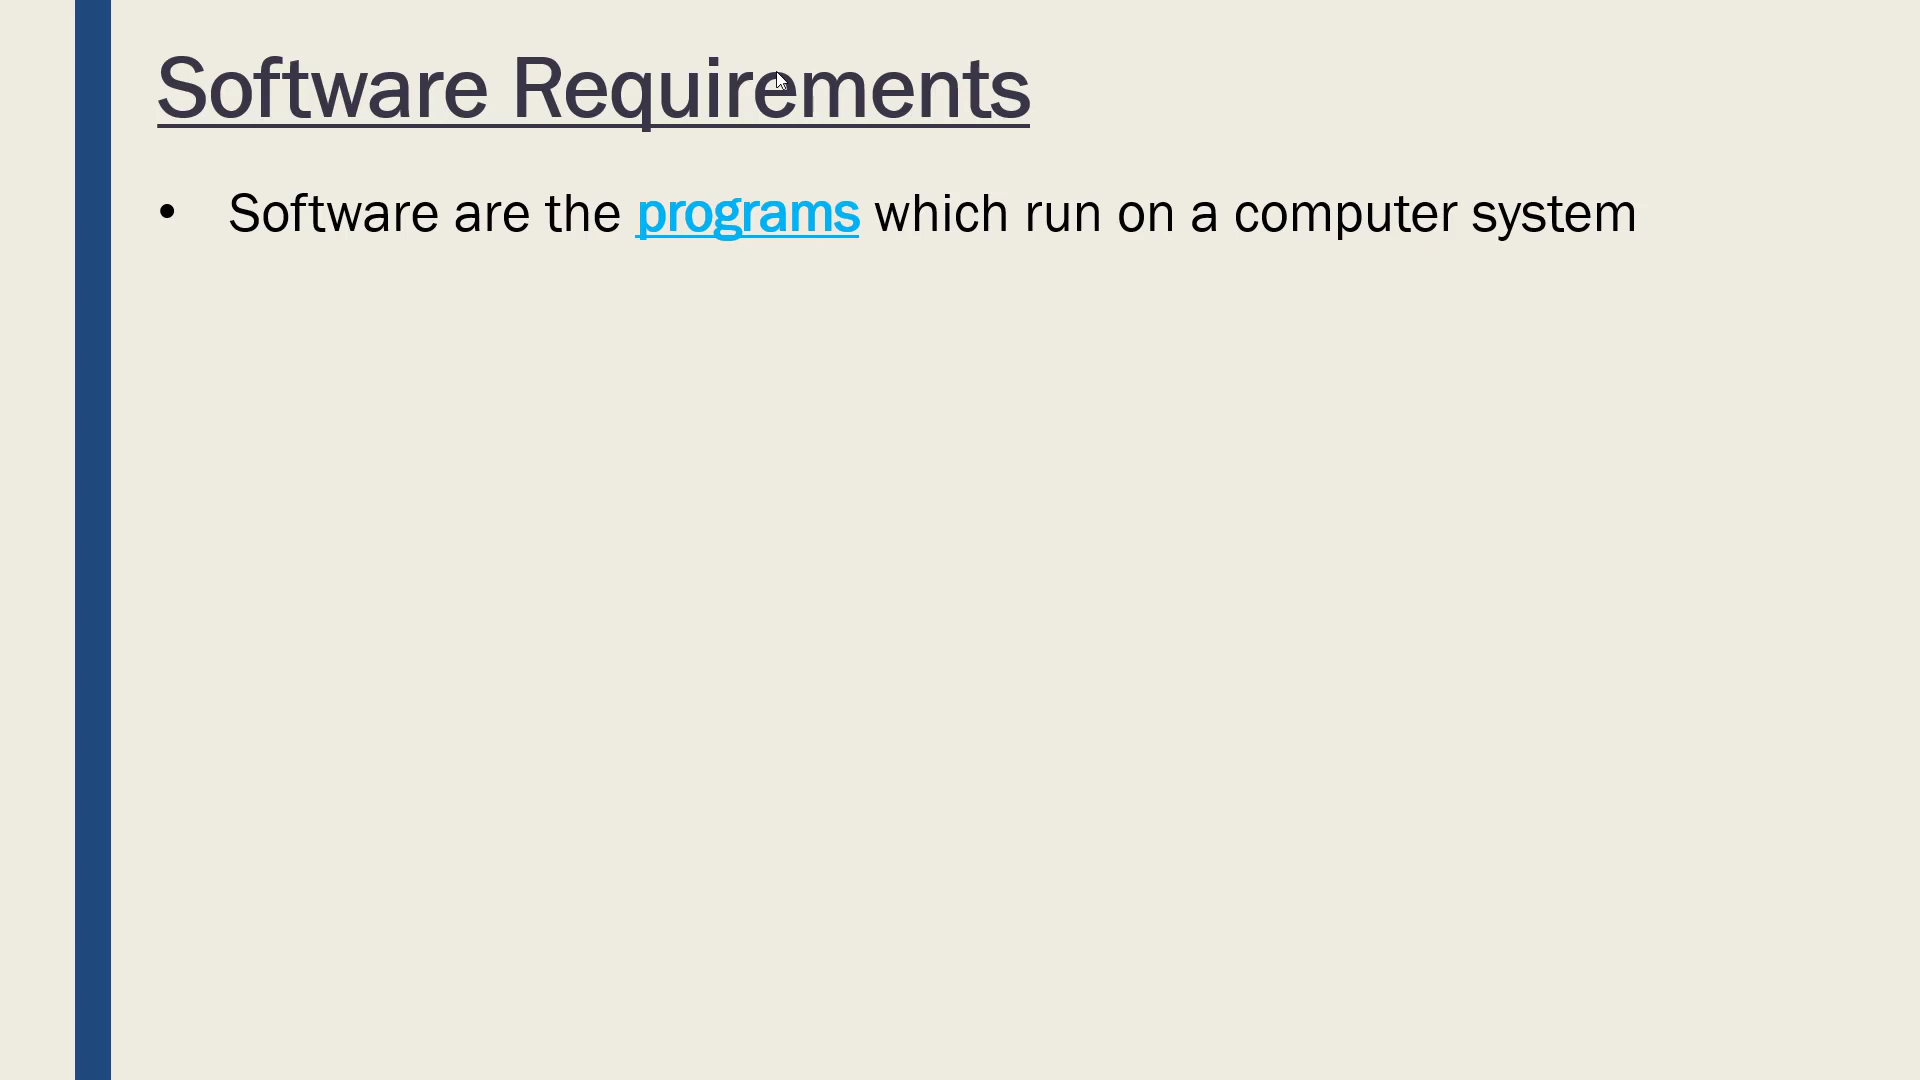 Software Requirements
• Software are the programs which run on a computer system